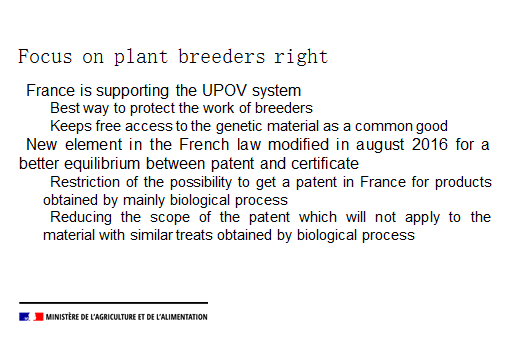 Focus on plant breeders right
France is supporting the UPOV system
Best way to protect the work of breeders
Keeps free access to the genetic material as a common good
New element in the French law modified in august 2016 for a
better equilibrium between patent and certificate
Restriction of the possibility to get a patent in France for products
obtained by mainly biological process
Reducing the scope of the patent which will not apply to the
material with similar treats obtained by biological process
MINISTÈRE DE L'AGRICULTURE ET DE L'ALIMENTATION